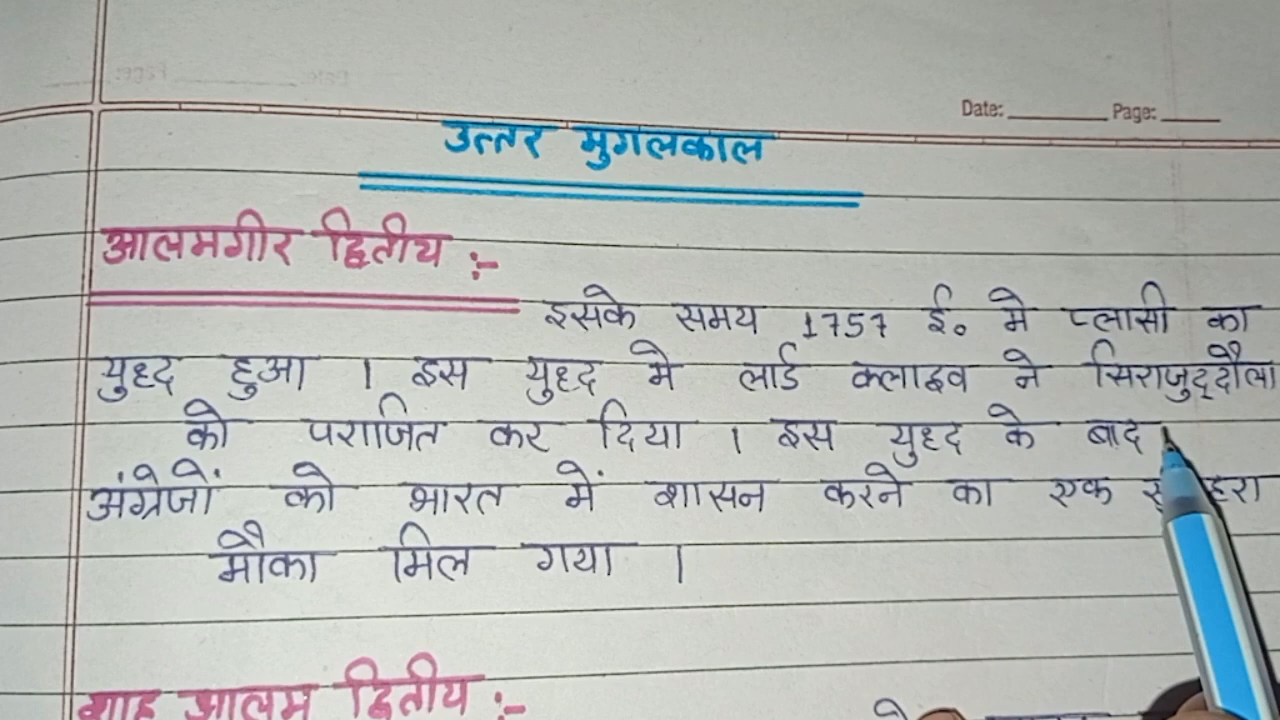 Date: Page:
उत्तर मुगलकाल
आलमगीर द्वितीय :-
इसके समय 1757 ई० मे प्लासी का
युद्द हुआ । इस युद्द मे लार्ड क्लाइव ने सिराजुद्दौला
को पराजित कर दिया । इस युद्द के बाद
अंग्रेजों को भारत में शासन करने का एक
मौका मिल गया ।
शाह आलम द्वितीय :-